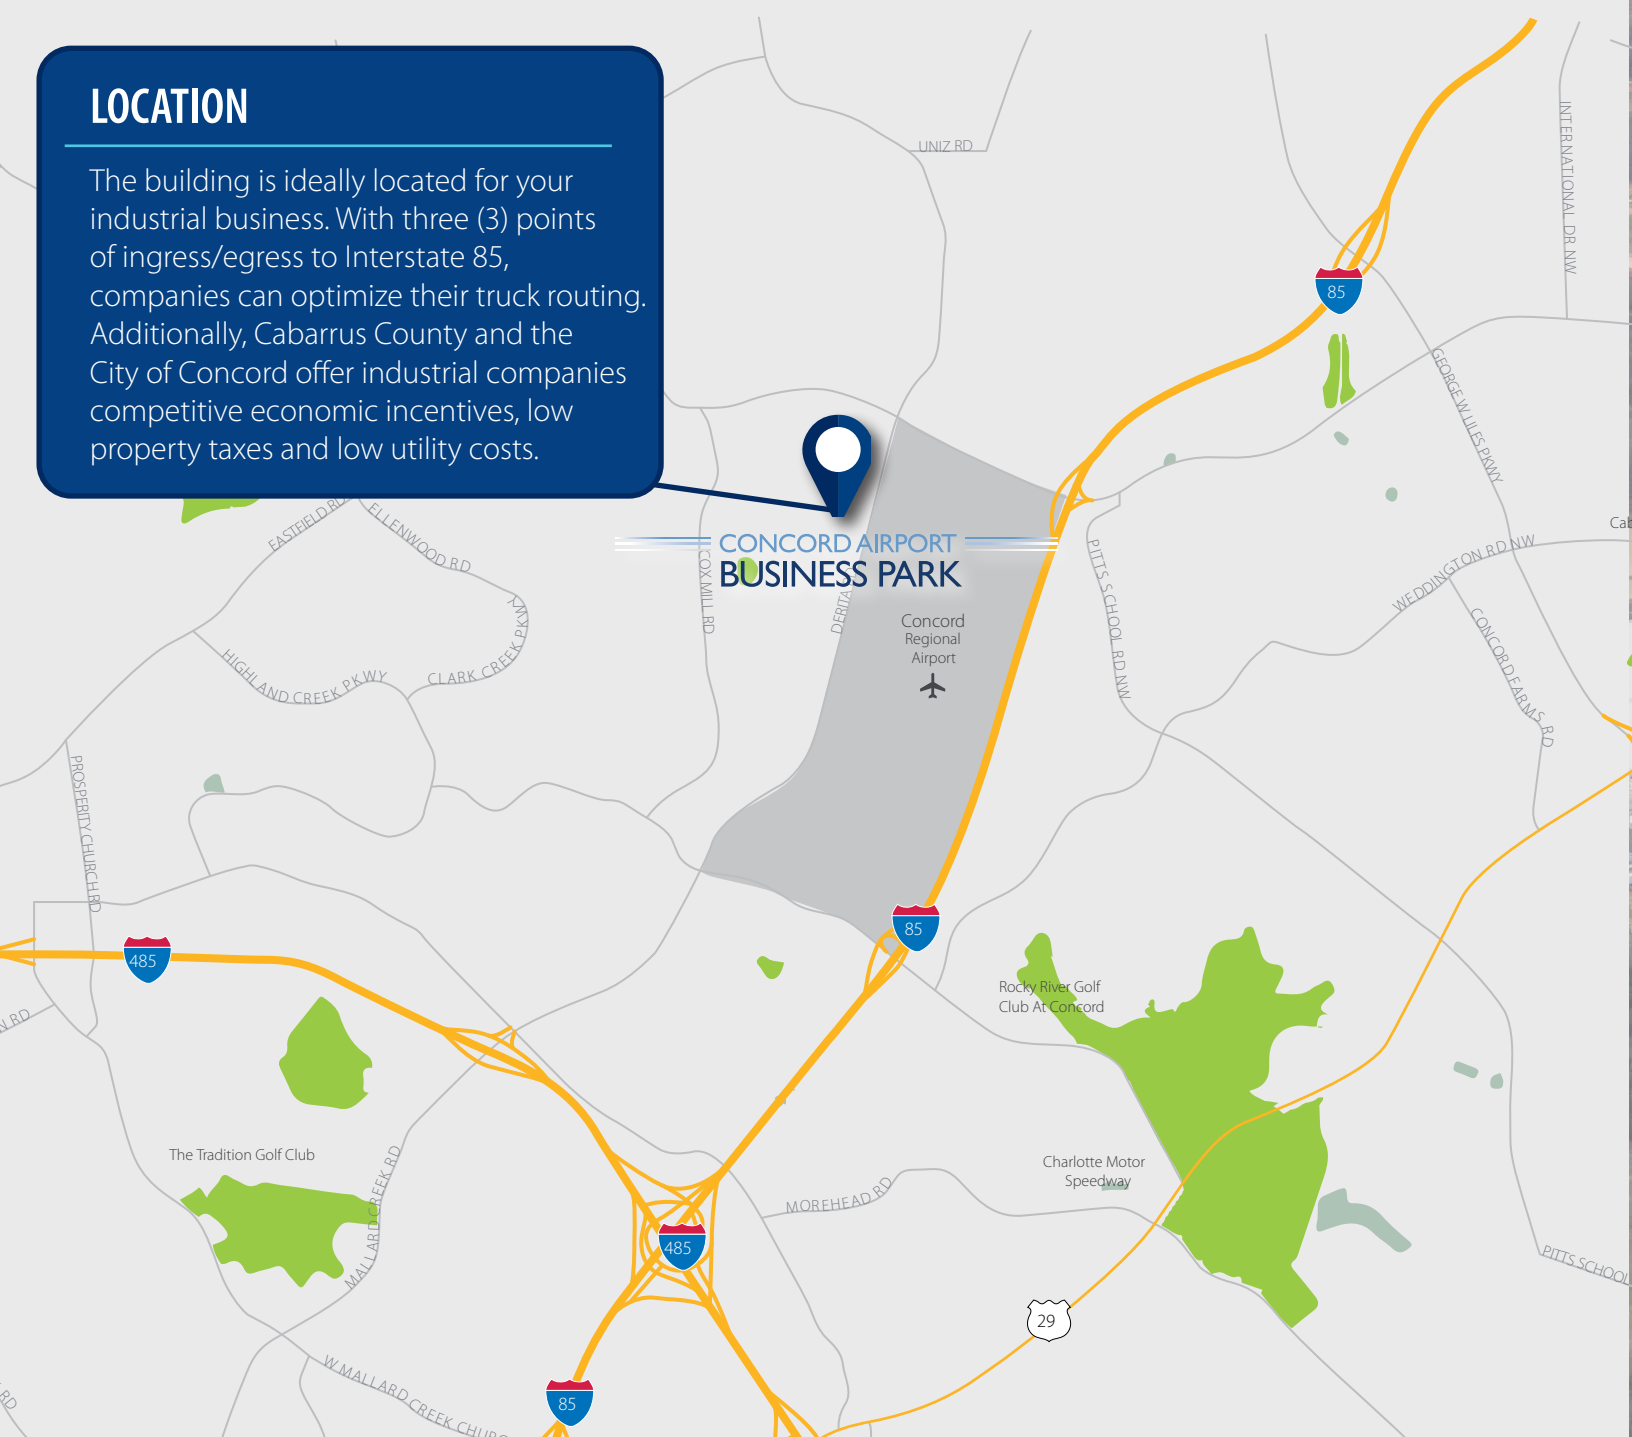 LOCATION
The building is ideally located for your
industrial business. With three (3) points
of ingress/egress to Interstate 85,
companies can optimize their truck routing.
Additionally, Cabarrus County and the
City of Concord offer industrial companies
competitive economic incentives, low
property taxes and low utility costs.
UNIZ RD
INTERNATIONAL DR NW
85
GEORGE W LILES PKWY
EASTFIELD RD
ELLENWOOD RD
CONCORD AIRPORT
BUSINESS PARK
COX MILL RD
DERITA
PITTS SCHOOL RD NW
WEDDINGTON RD NW
CONCORD FARMS RD
Concord
Regional
Airport
HIGHLAND CREEK PKWY
CLARK CREEK PKWY
PROSPERITY CHURCH RD
85
485
RD
Rocky River Golf
Club At Concord
The Tradition Golf Club
MALLARD CREEK RD
Charlotte Motor
Speedway
MOREHEAD RD
485
PITTS SCHOOL
29
W MALLARD CREEK CHURC
85
RD